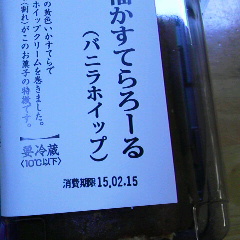 かすてらろーる
(バニラホイップ)
の黄色いかすてらで
ホイップクリームを巻きました。
(割れ)がこのお菓子の特徴です。
要冷蔵
(10℃以下)
消費期限 15.02.15